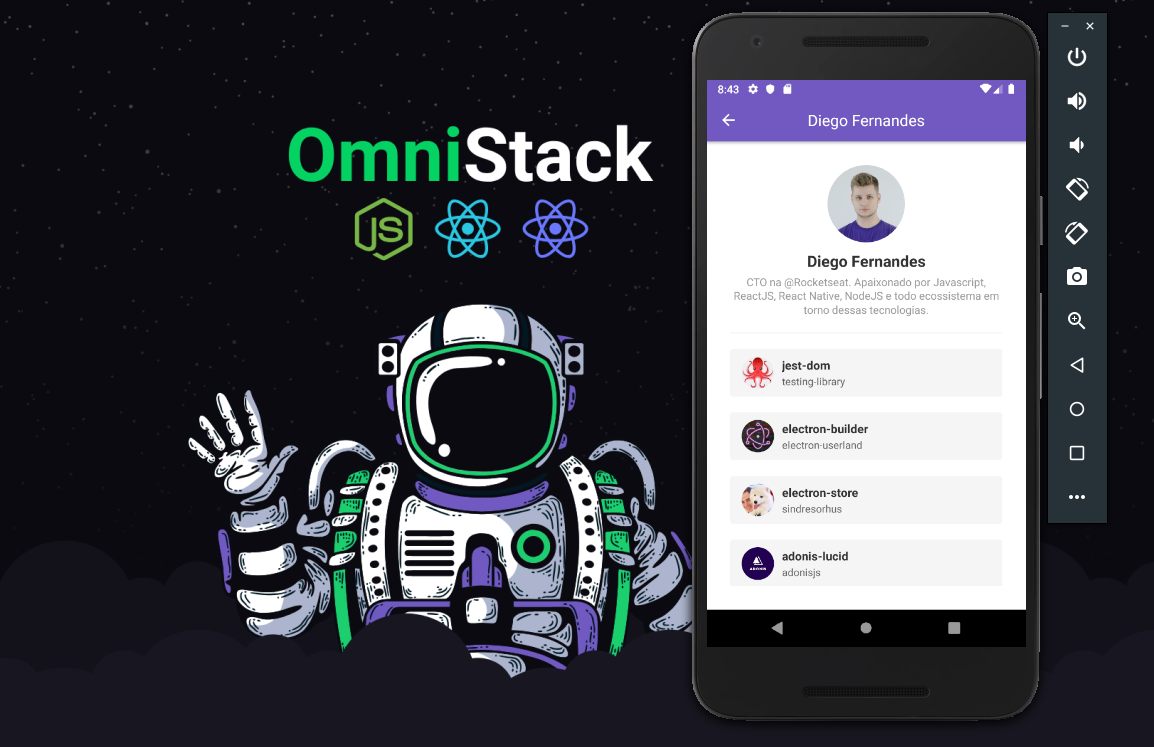 OmniStack
JS
8:43
Diego Fernandes
Diego Fernandes
CTO na @Rocketseat. Apaixonado por Javascript,
ReactJS, React Native, NodeJS e todo ecossistema em
torno dessas tecnologias.
jest-dom
testing-library
electron-builder
electron-userland
electron-store
sindresorhus
ADONIS
adonis-lucid
adonisjs